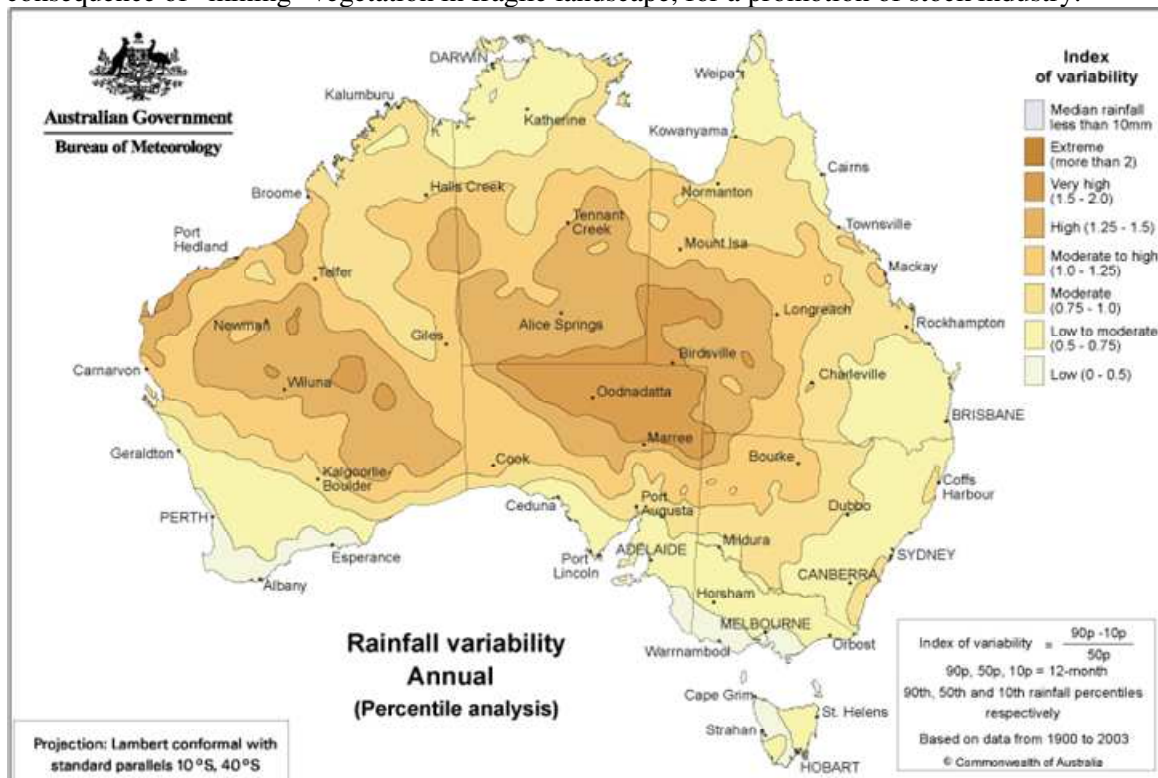 consequence of "mining" vegetation in fragile landscape, for a promotion of stock industry.
Australian Government
Bureau of Meteorology
DARWIN
Weipa
Kalumburu
Katherine
Kowanyama
Cairns
Halls Creek
Normanton
Broome
Tennant
Creek
Townsville
Port
Hedland
Mount Isa
Mackay
Telfer
Newman
Longreach
Alice Springs
Rockhampton
Giles
Birdsville
Carnarvon
Wiluna
Oodnadatta
Charleville
BRISBANE
Marree
Geraldton
Cook
Bourke
Kalgoorlie-
Boulder
Coffs
Harbour
Ceduna
Port
Augusta
Dubbo
PERTH
Mildura
Esperance
Port
Lincoln
ADELAIDE
SYDNEY
Albany
CANBERRA
Horsham
MELBOURNE
Warrnambool
Orbost
Cape Grim
St. Helens
Strahan
HOBART
Index
of variability
Median rainfall
less than 10mm
Extreme
(more than 2)
Very high
(1.5 - 2.0)
High (1.25 - 1.5)
Moderate to high
(1.0 - 1.25)
Moderate
(0.75 - 1.0)
Low to moderate
(0.5 - 0.75)
Low (0 - 0.5)
Rainfall variability
Annual
(Percentile analysis)
Projection: Lambert conformal with
standard parallels 10°S, 40°S
Index of variability = 90p -10p
50p
90p, 50p, 10p = 12-month
90th, 50th and 10th rainfall percentiles
respectively
Based on data from 1900 to 2003
© Commonwealth of Australia